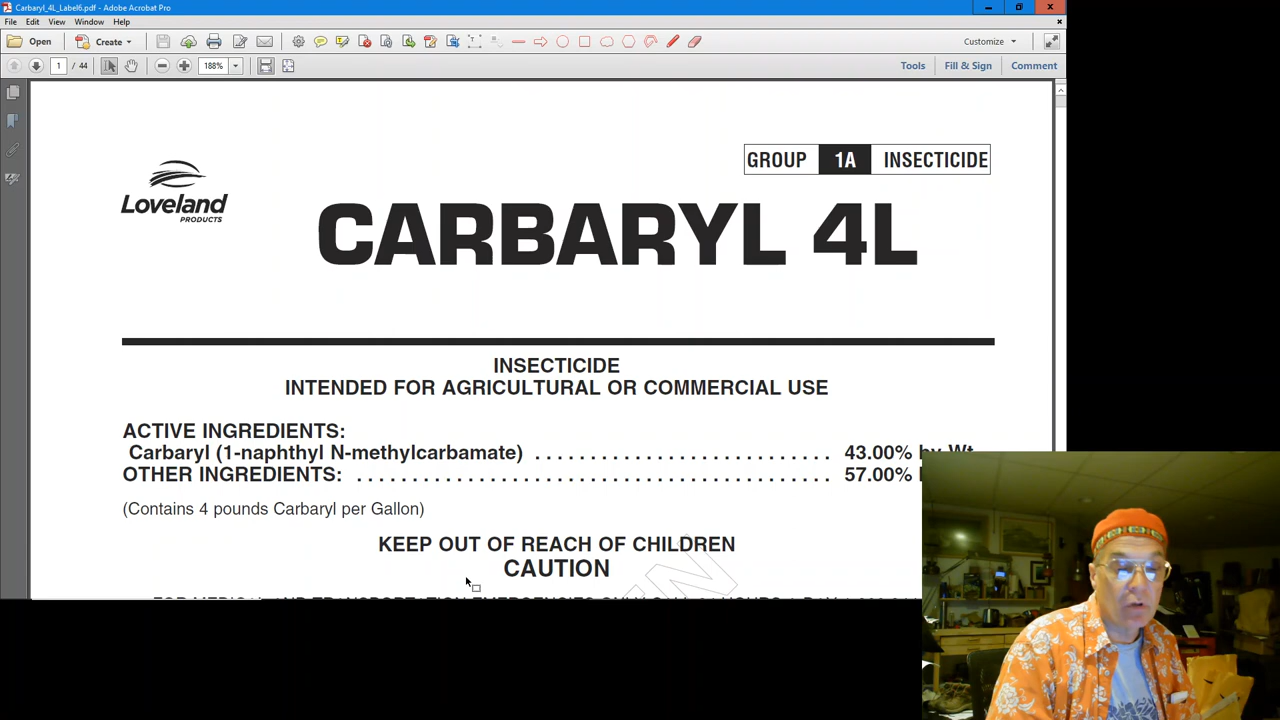 Carbaryl_4L_Label6.pdf - Adobe Acrobat Pro
File Edit View Window Help
Open Create Customize
1 / 44 188% Tools Fill & Sign Comment
GROUP 1A INSECTICIDE
Loveland
PRODUCTS
CARBARYL 4L
INSECTICIDE
INTENDED FOR AGRICULTURAL OR COMMERCIAL USE
ACTIVE INGREDIENTS:
Carbaryl (1-naphthyl N-methylcarbamate) . . . . . . . . . . . . . . . . . . . . . . . . . . . 43.00% by Wt
OTHER INGREDIENTS: . . . . . . . . . . . . . . . . . . . . . . . . . . . . . . . . . . . . . . . . . . . 57.00%
(Contains 4 pounds Carbaryl per Gallon)
KEEP OUT OF REACH OF CHILDREN
CAUTION